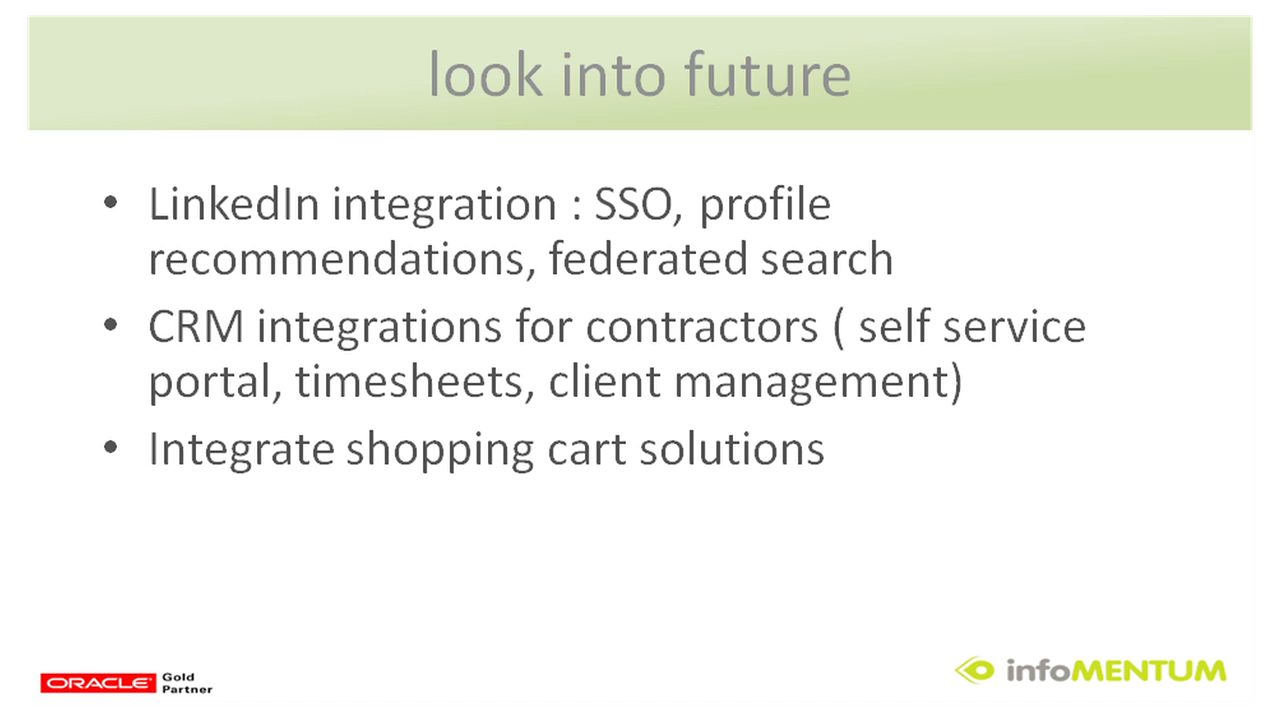 look into future
• LinkedIn integration : SSO, profile
recommendations, federated search
• CRM integrations for contractors ( self service
portal, timesheets, client management)
• Integrate shopping cart solutions
ORACLE Gold
Partner
infoMENTUM